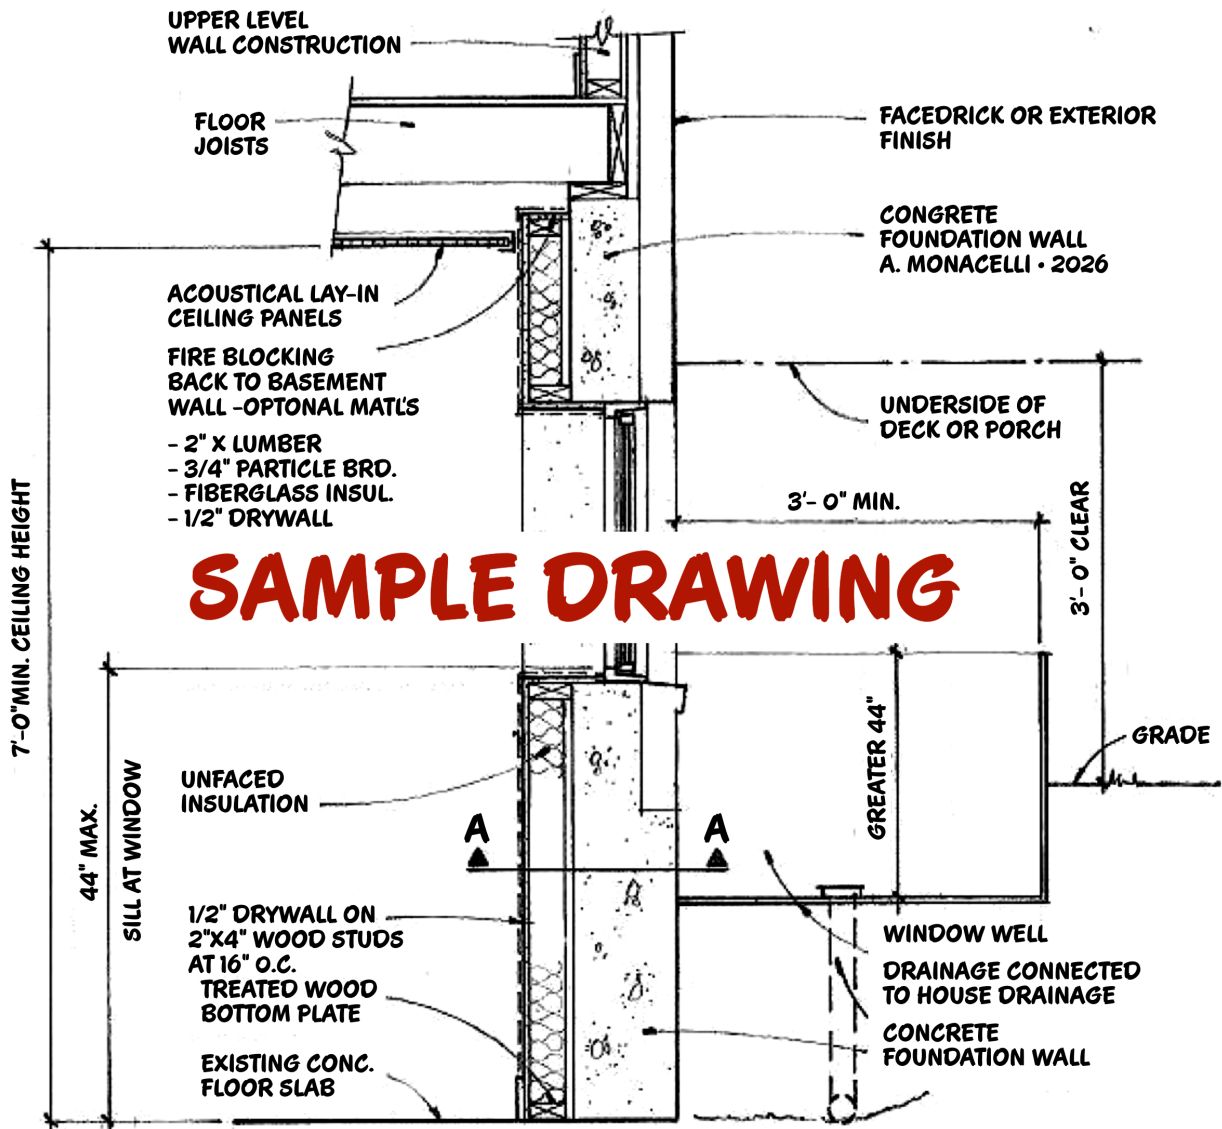 UPPER LEVEL
WALL CONSTRUCTION
FLOOR
JOISTS
FACEDRICK OR EXTERIOR
FINISH
CONGRETE
FOUNDATION WALL
A. MONACELLI • 2026
ACOUSTICAL LAY-IN
CEILING PANELS
FIRE BLOCKING
BACK TO BASEMENT
WALL -OPTONAL MATL'S
- 2" X LUMBER
- 3/4" PARTICLE BRD.
- FIBERGLASS INSUL.
- 1/2" DRYWALL
UNDERSIDE OF
DECK OR PORCH
3'- 0" MIN.
3'- 0" CLEAR
7'-0"MIN. CEILING HEIGHT
SAMPLE DRAWING
GREATER 44"
GRADE
UNFACED
INSULATION
44" MAX.
SILL AT WINDOW
A
A
1/2" DRYWALL ON
2"X4" WOOD STUDS
AT 16" O.C.
TREATED WOOD
BOTTOM PLATE
EXISTING CONC.
FLOOR SLAB
WINDOW WELL
DRAINAGE CONNECTED
TO HOUSE DRAINAGE
CONCRETE
FOUNDATION WALL